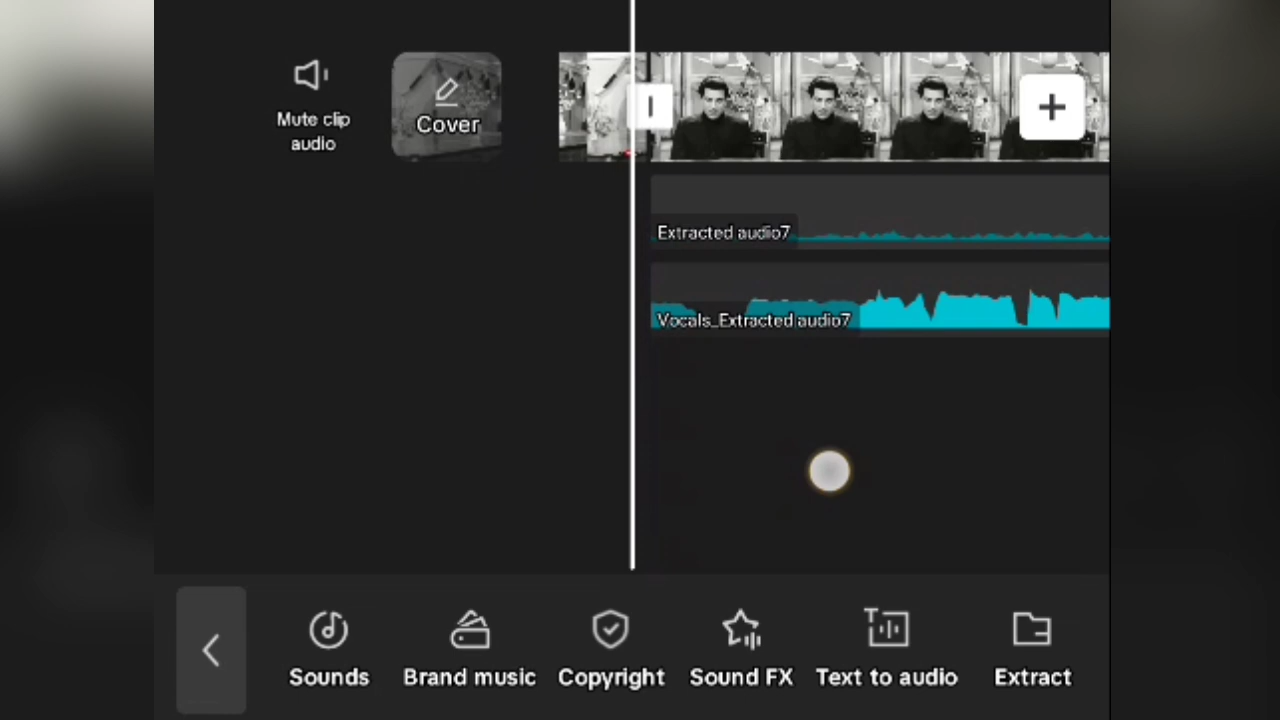 Mute clip
audio
Cover
Extracted audio7
Vocals_Extracted audio7
Sounds
Brand music
Copyright
Sound FX
Text to audio
Extract